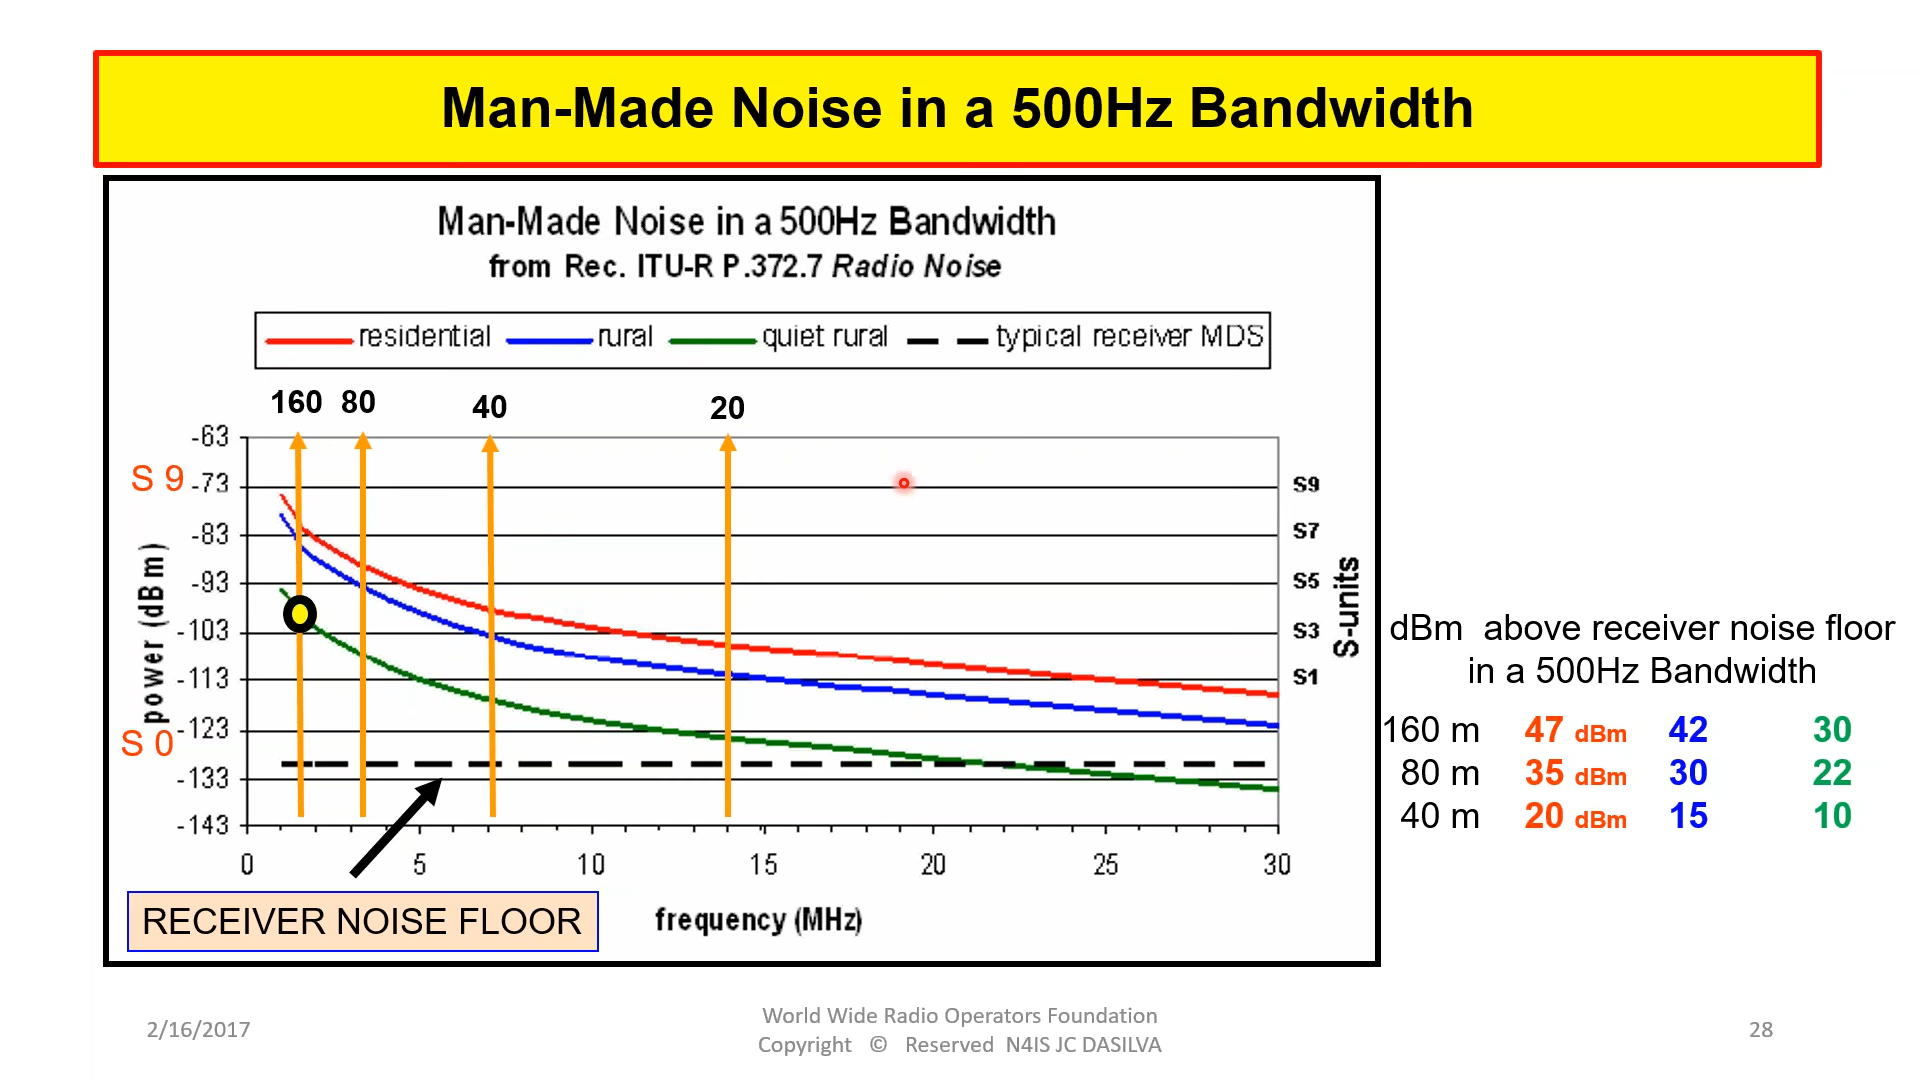 Man-Made Noise in a 500Hz Bandwidth
Man-Made Noise in a 500Hz Bandwidth
from Rec. ITU-R P.372.7 Radio Noise
residential rural quiet rural typical receiver MDS
160 80 40 20
-63
S 9 -73 S9
-83 S7
-93 S5
-103 S3
-113 S1
S 0 -123
-133
-143
power (dBm)
S-units
0 5 10 15 20 25 30
RECEIVER NOISE FLOOR
frequency (MHz)
dBm above receiver noise floor
in a 500Hz Bandwidth
160 m 47 dBm 42 30
80 m 35 dBm 30 22
40 m 20 dBm 15 10
2/16/2017
World Wide Radio Operators Foundation
Copyright © Reserved N4IS JC DASILVA
28